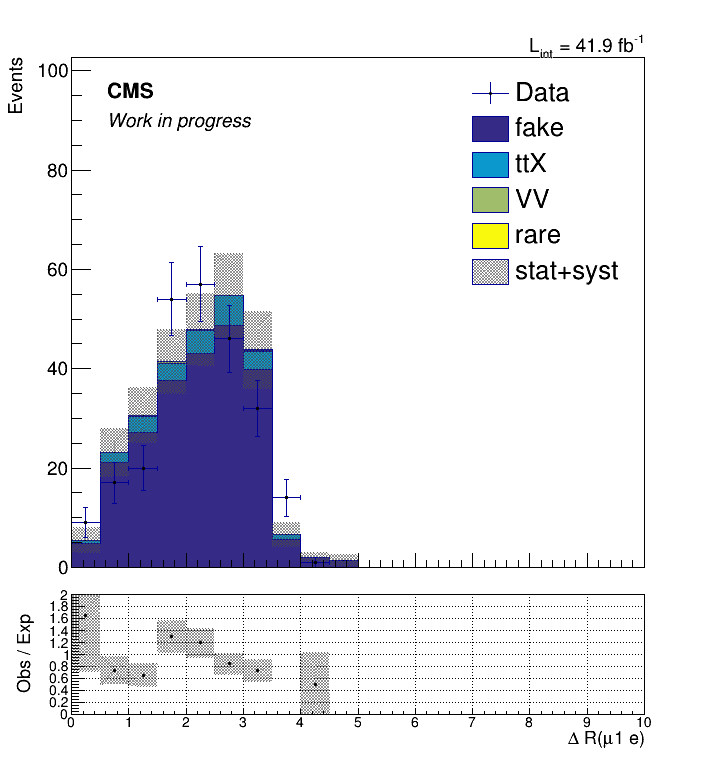 L_int = 41.9 fb^-1
Events
100
80
60
40
20
0
CMS
Work in progress
Data
fake
ttX
VV
rare
stat+syst
Obs / Exp
2
1.8
1.6
1.4
1.2
1
0.8
0.6
0.4
0.2
0
0 1 2 3 4 5 6 7 8 9 10
Δ R(μ1 e)